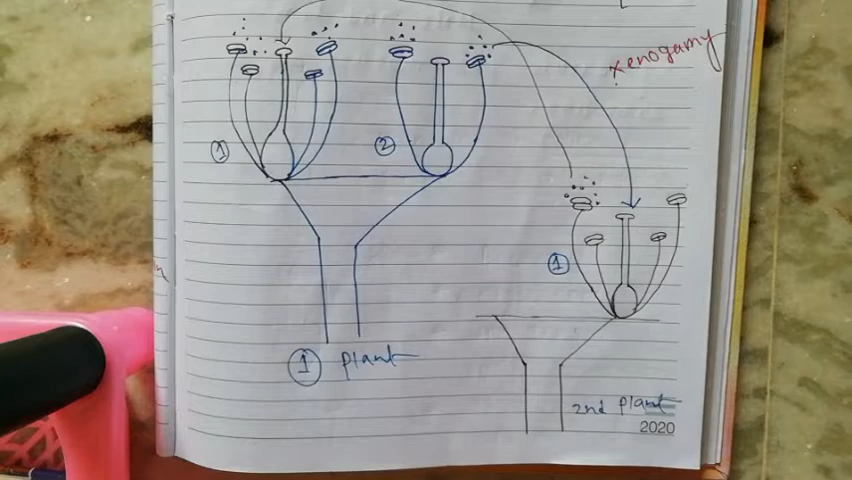 xenogamy
1
2
1
1 plant
2nd plant
2020